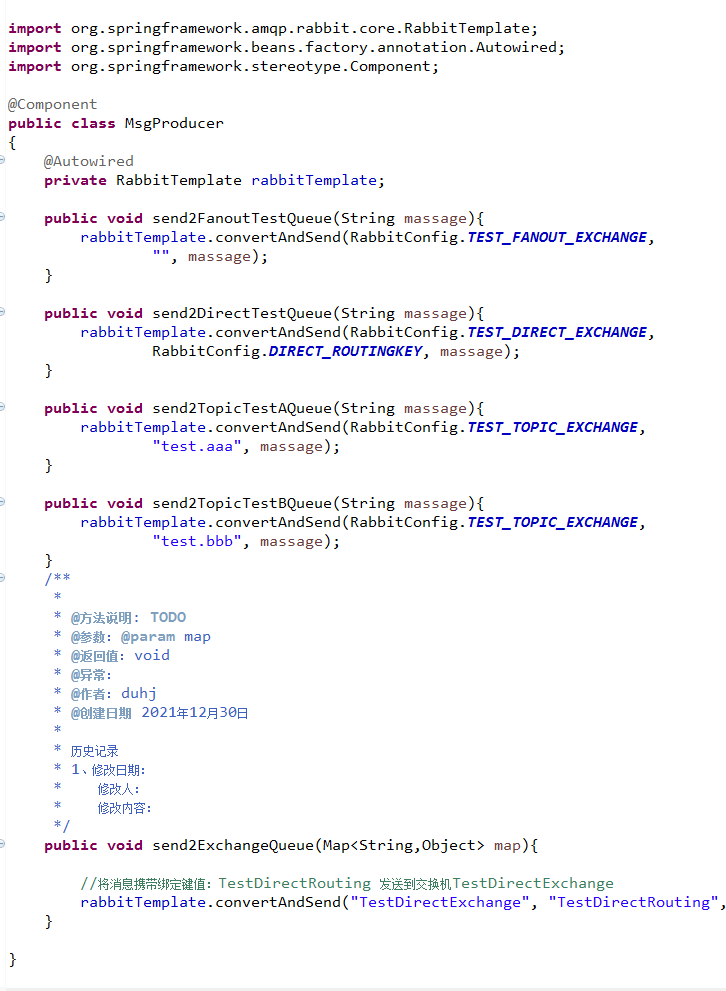 import org.springframework.amqp.rabbit.core.RabbitTemplate;
import org.springframework.beans.factory.annotation.Autowired;
import org.springframework.stereotype.Component;
@Component
public class MsgProducer
{
@Autowired
private RabbitTemplate rabbitTemplate;
public void send2FanoutTestQueue(String massage){
rabbitTemplate.convertAndSend(RabbitConfig.TEST_FANOUT_EXCHANGE,
"", massage);
}
public void send2DirectTestQueue(String massage){
rabbitTemplate.convertAndSend(RabbitConfig.TEST_DIRECT_EXCHANGE,
RabbitConfig.DIRECT_ROUTINGKEY, massage);
}
public void send2TopicTestAQueue(String massage){
rabbitTemplate.convertAndSend(RabbitConfig.TEST_TOPIC_EXCHANGE,
"test.aaa", massage);
}
public void send2TopicTestBQueue(String massage){
rabbitTemplate.convertAndSend(RabbitConfig.TEST_TOPIC_EXCHANGE,
"test.bbb", massage);
}
/**
*
* @方法说明: TODO
* @参数: @param map
* @返回值: void
* @异常:
* @作者: duhj
* @创建日期 2021年12月30日
*
* 历史记录
* 1、修改日期:
* 修改人:
* 修改内容:
*/
public void send2ExchangeQueue(Map<String,Object> map){
//将消息携带绑定键值: TestDirectRouting 发送到交换机TestDirectExchange
rabbitTemplate.convertAndSend("TestDirectExchange", "TestDirectRouting",
}
}